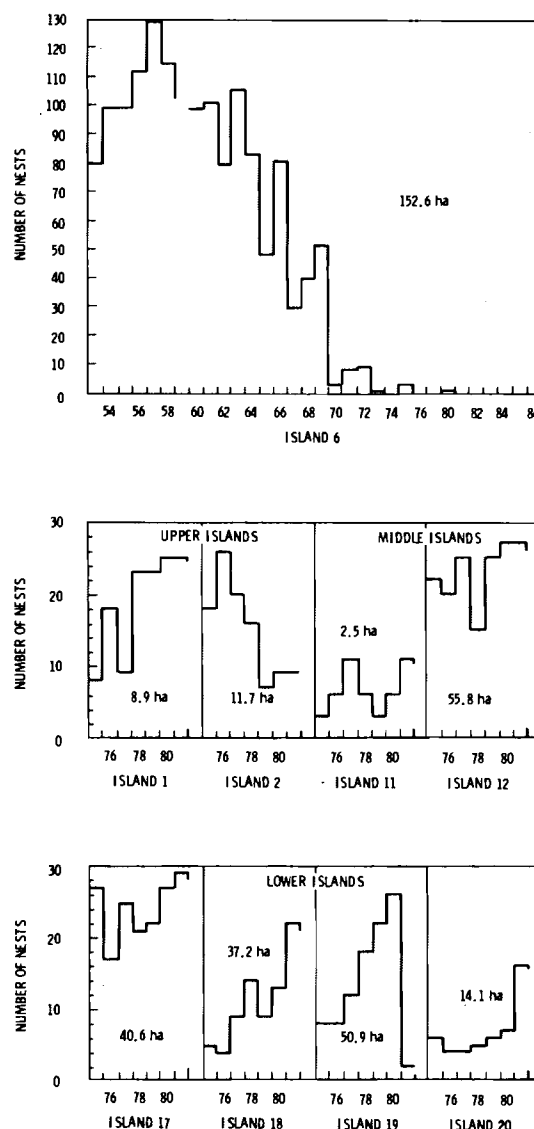 130
120
110
100
90
80
70
60
50
40
30
20
10
0
NUMBER OF NESTS
152.6 ha
54 56 58 60 62 64 66 68 70 72 74 76 80 82 84 84
ISLAND 6
30
20
10
0
NUMBER OF NESTS
UPPER ISLANDS
MIDDLE ISLANDS
8.9 ha
11.7 ha
2.5 ha
55.8 ha
76 78 80 76 78 80 76 78 80 76 78 80
ISLAND 1 ISLAND 2 ISLAND 11 ISLAND 12
30
20
10
0
NUMBER OF NESTS
LOWER ISLANDS
40.6 ha
37.2 ha
50.9 ha
14.1 ha
76 78 80 76 78 80 76 78 80 76 78 80
ISLAND 17 ISLAND 18 ISLAND 19 ISLAND 20